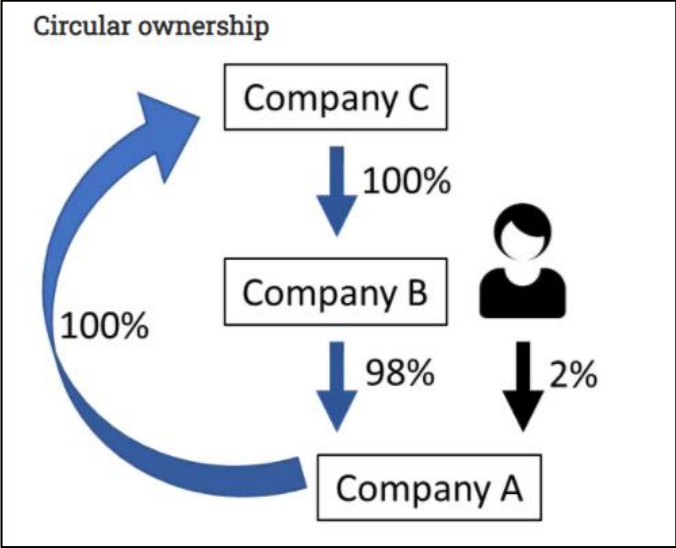 Circular ownership
Company C
100%
Company B
100%
98%
2%
Company A